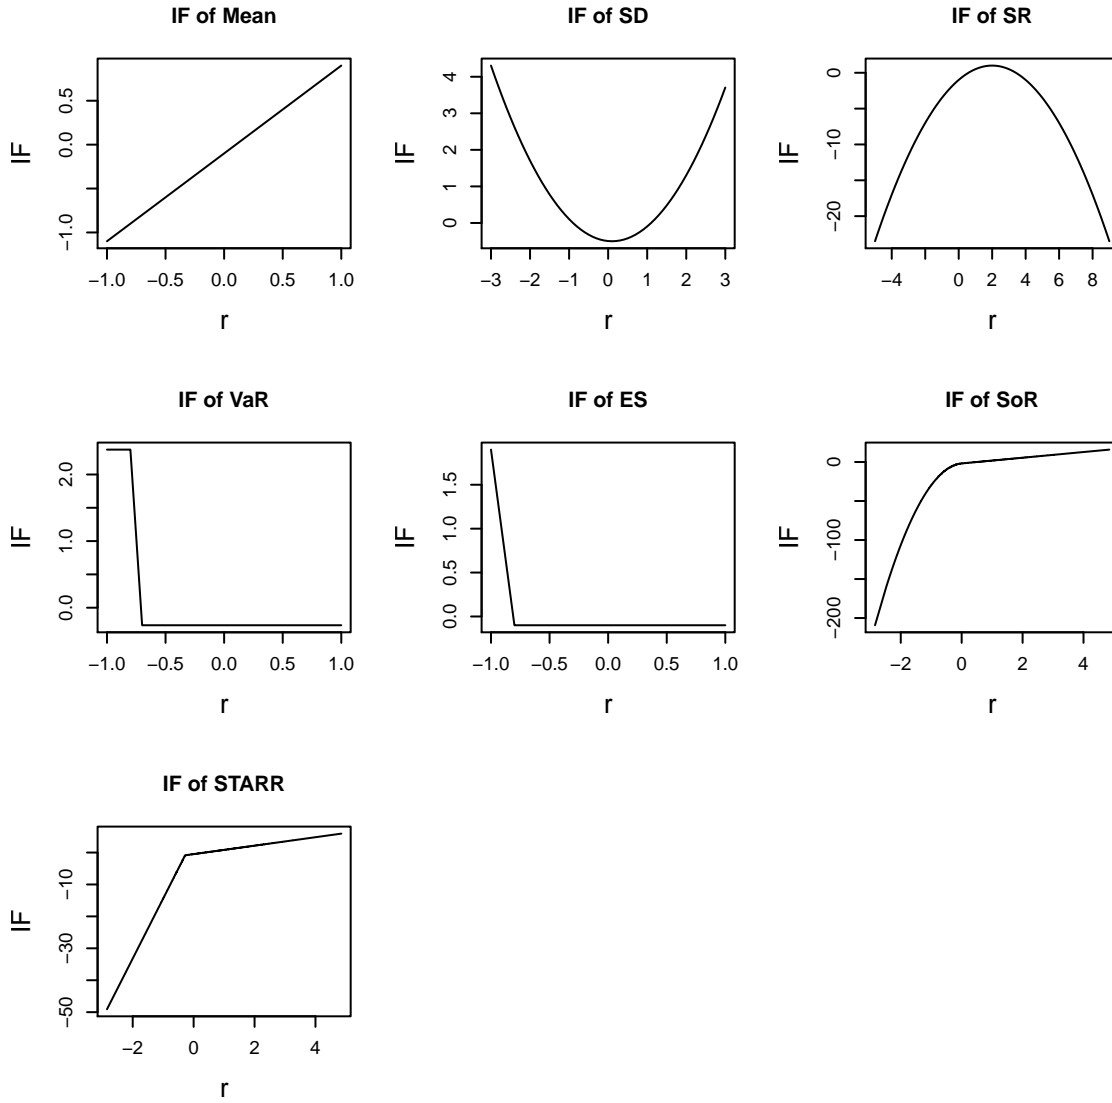 IF of Mean
IF
0.5
0.0
−1.0
−1.0 −0.5 0.0 0.5 1.0
r
IF of SD
IF
4
3
2
1
0
−3 −2 −1 0 1 2 3
r
IF of SR
IF
0
−10
−20
−4 0 2 4 6 8
r
IF of VaR
IF
2.0
1.0
0.0
−1.0 −0.5 0.0 0.5 1.0
r
IF of ES
IF
1.5
1.0
0.5
0.0
−1.0 −0.5 0.0 0.5 1.0
r
IF of SoR
IF
0
−100
−200
−2 0 2 4
r
IF of STARR
IF
−10
−30
−50
−2 0 2 4
r